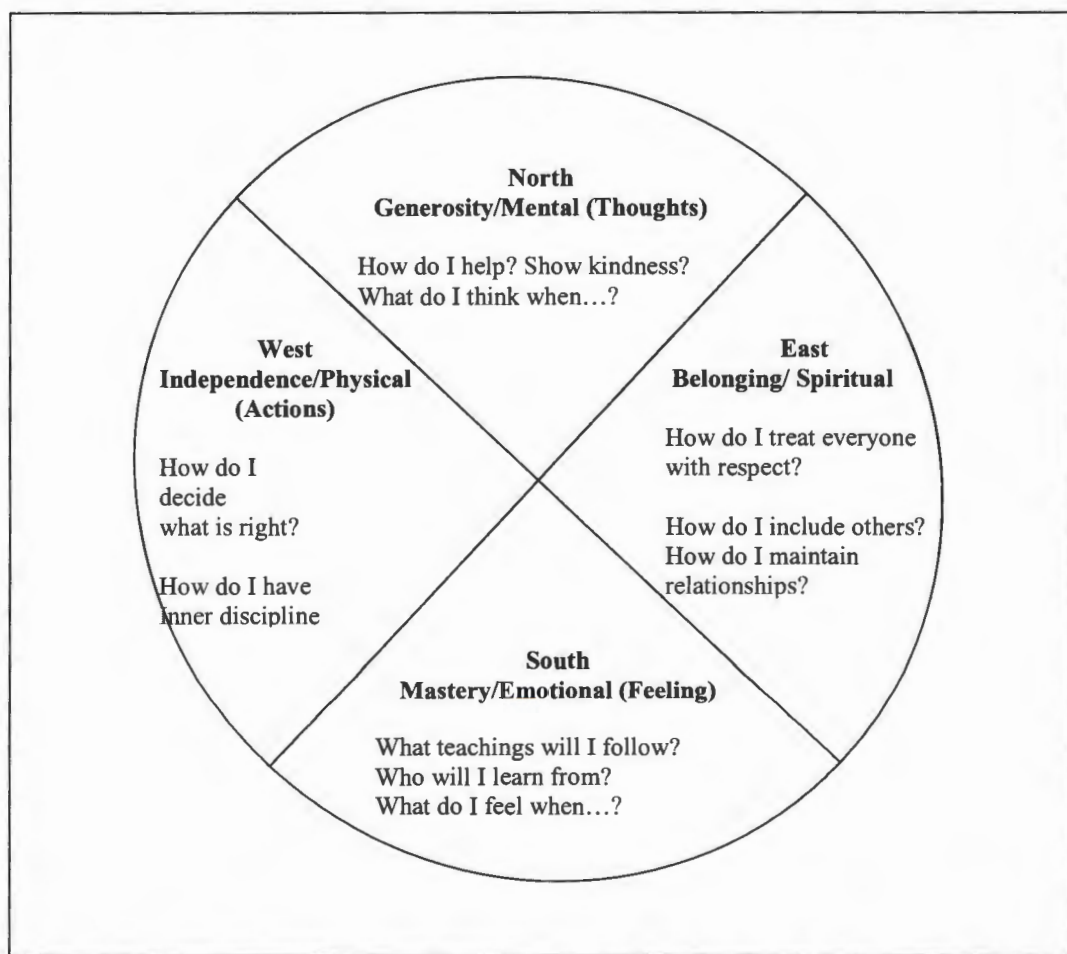 North
Generosity/Mental (Thoughts)
How do I help? Show kindness?
What do I think when...?
West
Independence/Physical
(Actions)
How do I
decide
what is right?
How do I have
Inner discipline
East
Belonging/ Spiritual
How do I treat everyone
with respect?
How do I include others?
How do I maintain
relationships?
South
Mastery/Emotional (Feeling)
What teachings will I follow?
Who will I learn from?
What do I feel when...?